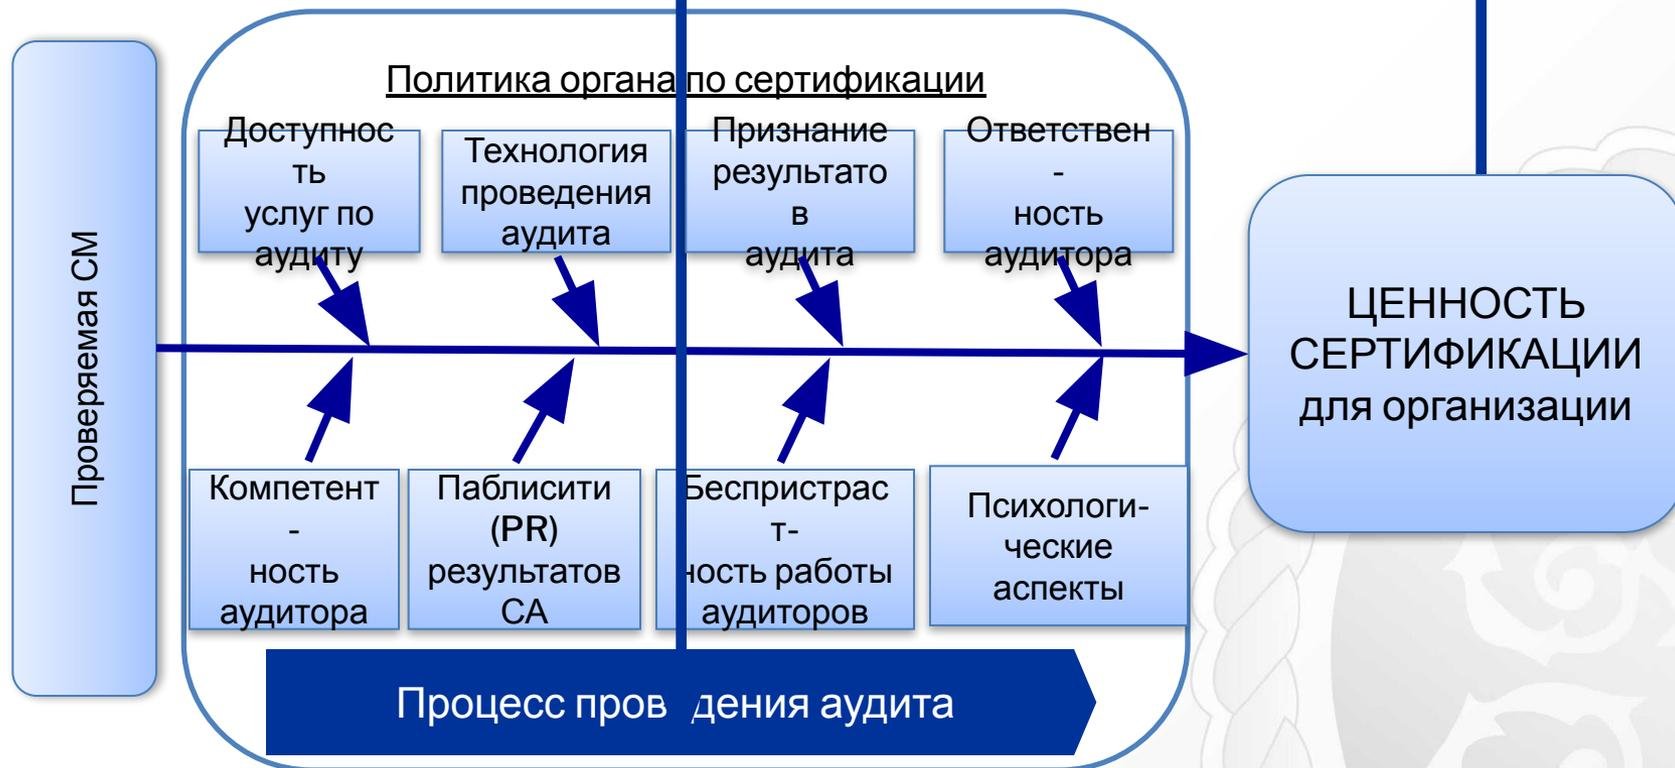 Политика органа по сертификации
Проверяемая СМ
Доступнос
ть
услуг по
аудиту
Технология
проведения
аудита
Признание
результато
в
аудита
Ответствен
-
ность
аудитора
ЦЕННОСТЬ
СЕРТИФИКАЦИИ
для организации
Компетент
-
ность
аудитора
Паблисити
(PR)
результатов
СА
Беспристраст
т-
ность работы
аудиторов
Психологи-
ческие
аспекты
Процесс пров дения аудита